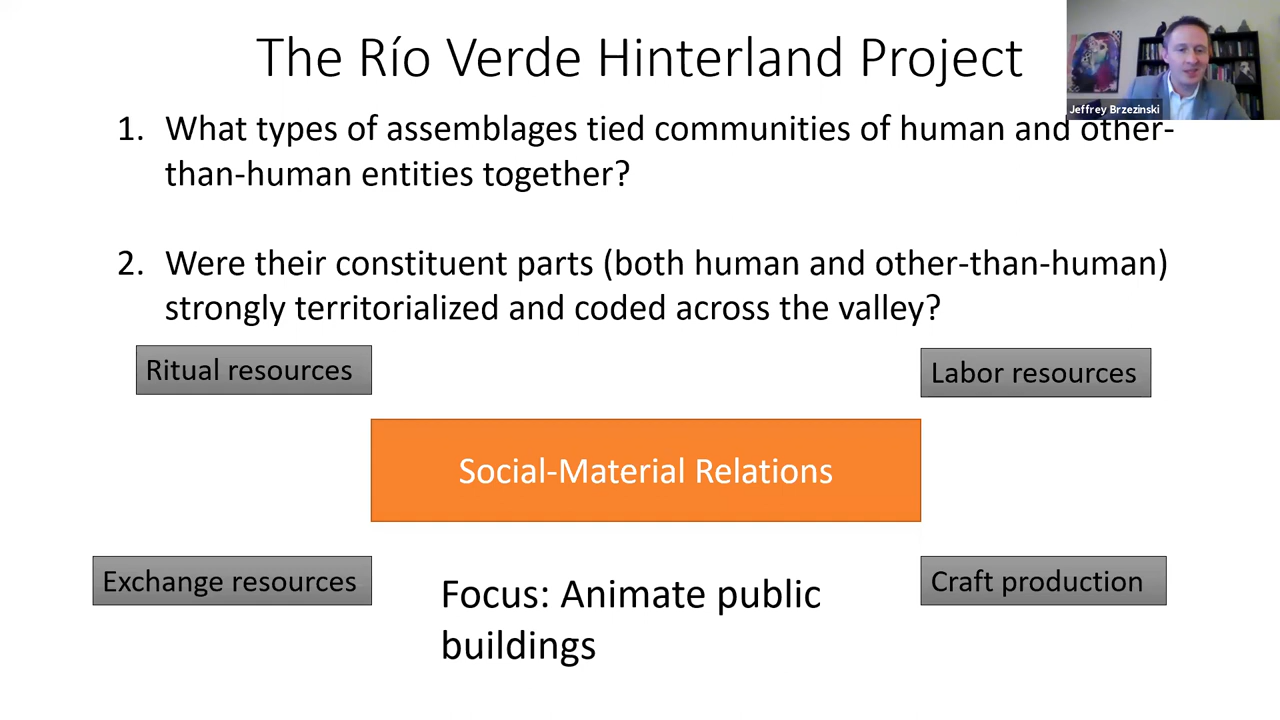 The Río Verde Hinterland Project
Jeffrey Brzezinski
1. What types of assemblages tied communities of human and other-
than-human entities together?
2. Were their constituent parts (both human and other-than-human)
strongly territorialized and coded across the valley?
Ritual resources
Labor resources
Social-Material Relations
Exchange resources
Craft production
Focus: Animate public
buildings